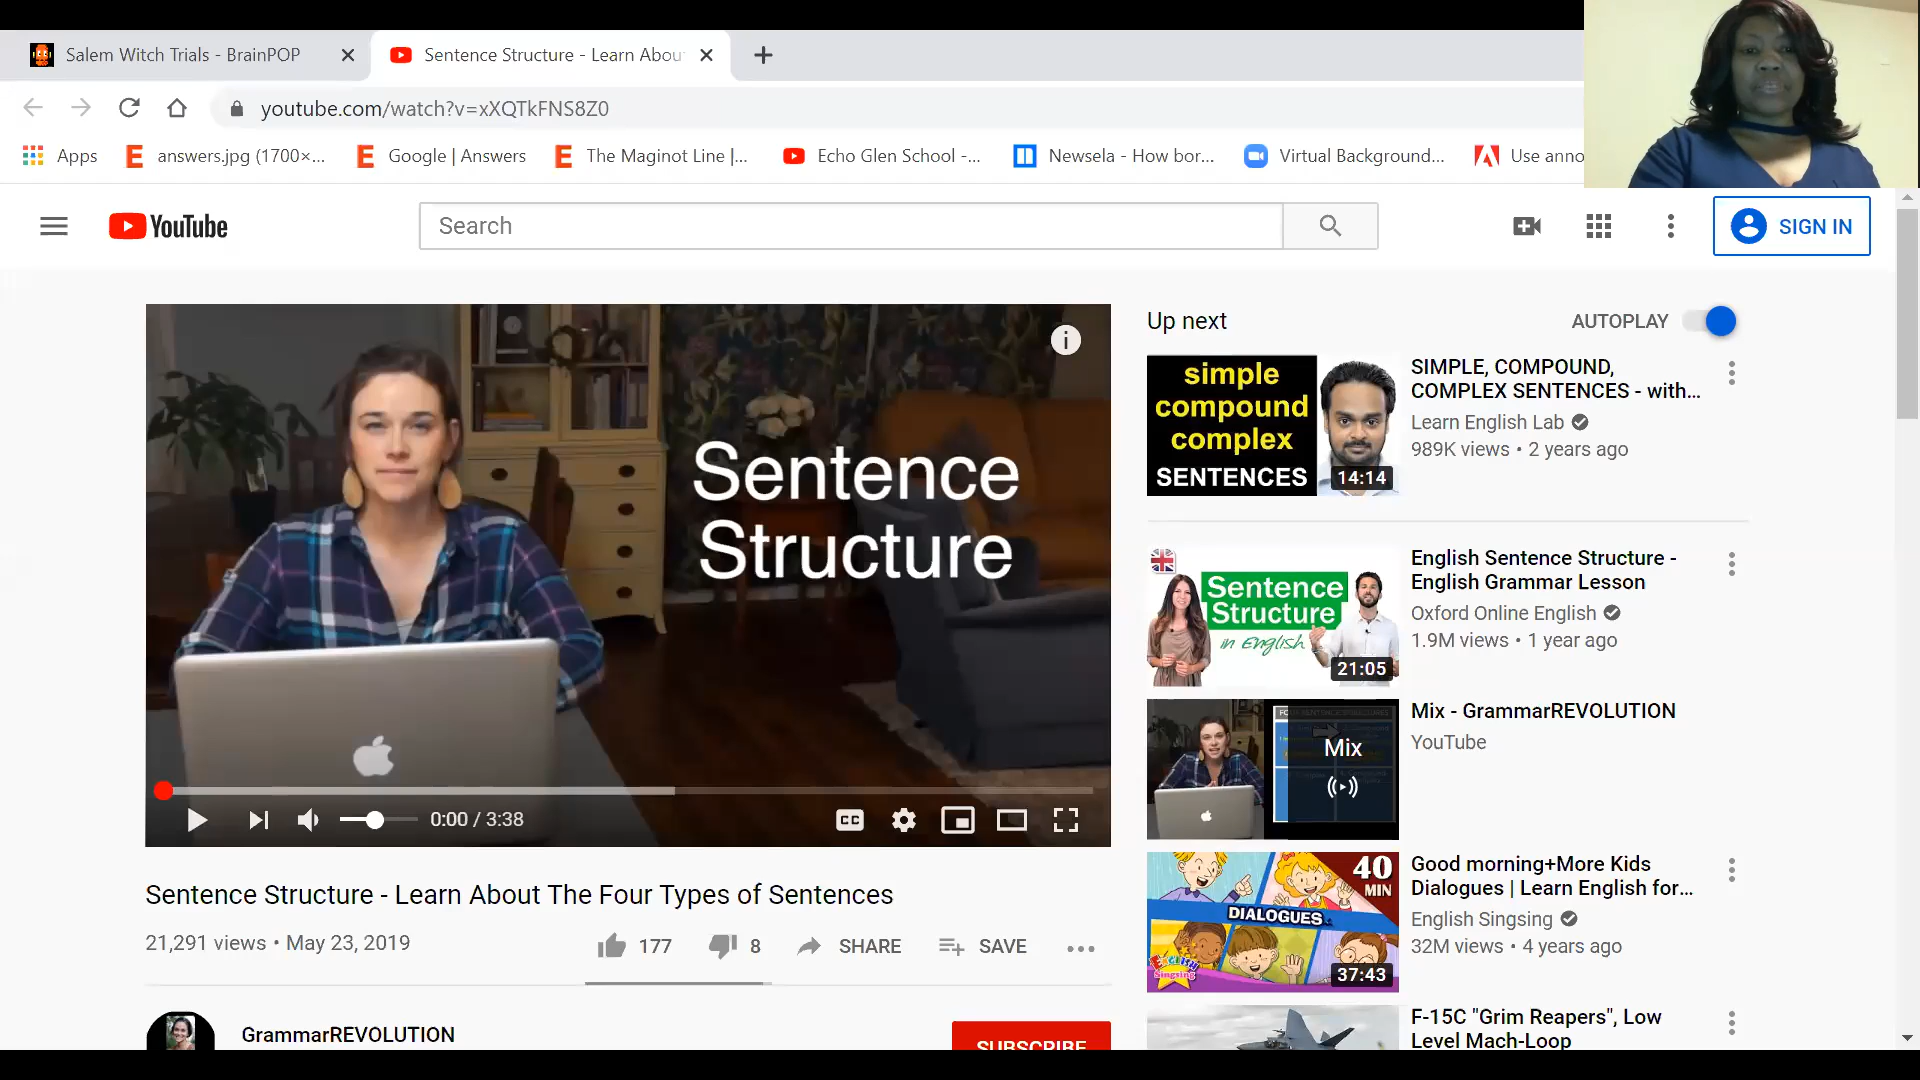 Salem Witch Trials - BrainPOP
Sentence Structure - Learn Abou
youtube.com/watch?v=xXQTkFNS8Z0
Apps
answers.jpg (1700×...
Google | Answers
The Maginot Line |...
Echo Glen School -...
Newsela - How bor...
Virtual Background...
Use anno
YouTube
Search
SIGN IN
Sentence
Structure
0:00 / 3:38
CC
Sentence Structure - Learn About The Four Types of Sentences
21,291 views • May 23, 2019
177
8
SHARE
SAVE
GrammarREVOLUTION
SUBSCRIBE
Up next
AUTOPLAY
simple
compound
complex
SENTENCES
14:14
SIMPLE, COMPOUND,
COMPLEX SENTENCES - with...
Learn English Lab
989K views • 2 years ago
Sentence
Structure
in English
21:05
English Sentence Structure -
English Grammar Lesson
Oxford Online English
1.9M views • 1 year ago
Mix
Mix - GrammarREVOLUTION
YouTube
40
MIN
DIALOGUES
English
Singsing
37:43
Good morning+More Kids
Dialogues | Learn English for...
English Singsing
32M views • 4 years ago
F-15C "Grim Reapers", Low
Level Mach-Loop